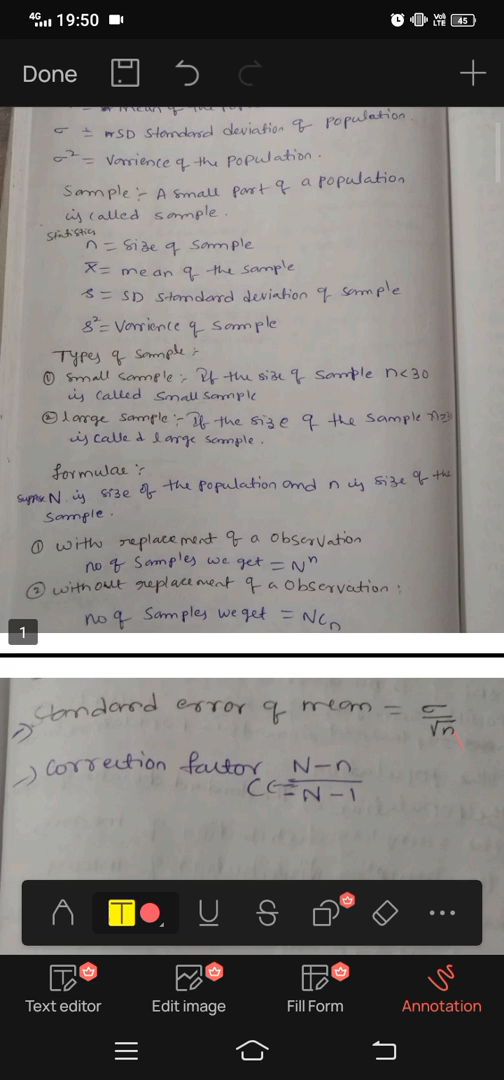 4G 19:50 Vo) LTE 45
Done
σ = SD Standard deviation of population.
σ² = Varience of the Population.
Sample :- A small part of a population
is called sample.
Statistics
n = size of sample
x̄ = mean of the sample
s = SD standard deviation of sample
s² = Varience of sample
Types of sample :-
① small sample :- If the size of sample n<30
is called small sample
② large sample :- If the size of the sample
is called large sample.
formulae :-
suppose N is size of the population and n is size of the
sample.
① with replacement of a observation
no of samples we get = Nⁿ
② without replacement of a observation :
no of samples we get = NCn
1
→ Standard error of mean = σ/√n
→ correction factor CC = N-n/N-1
T U S
Text editor Edit image Fill Form Annotation